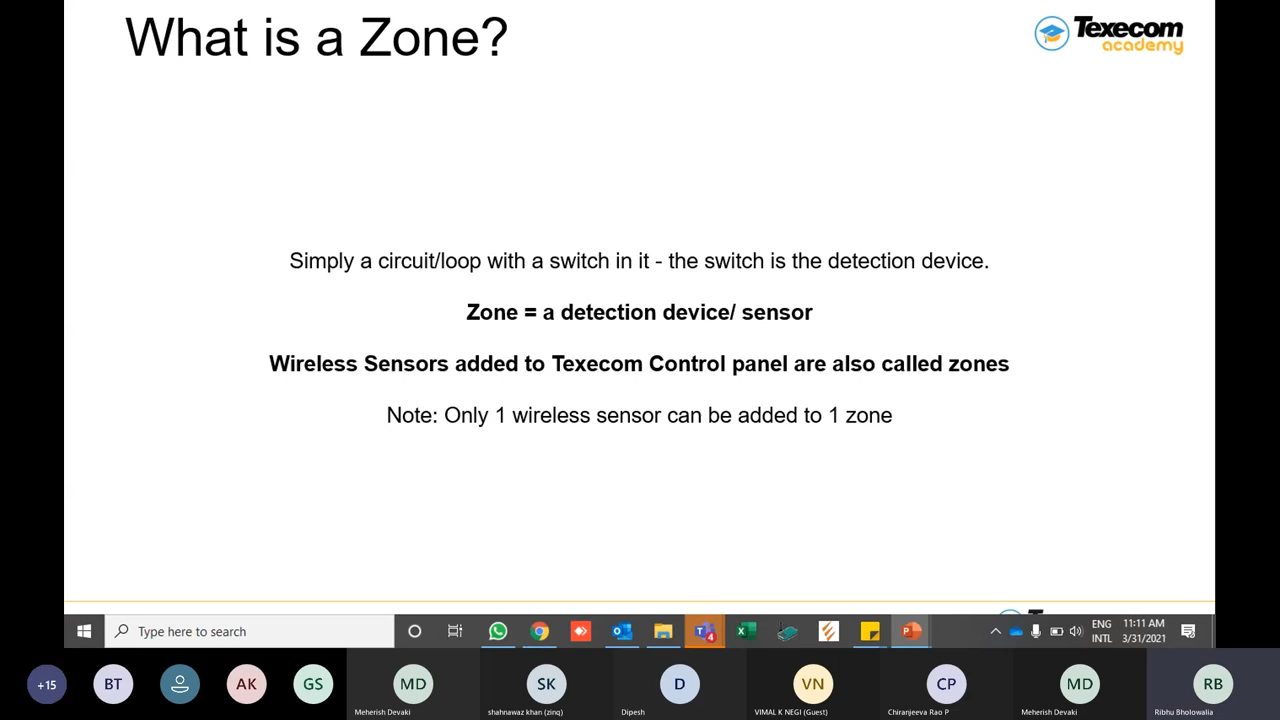 What is a Zone?
Texecom
academy
Simply a circuit/loop with a switch in it - the switch is the detection device.
Zone = a detection device/ sensor
Wireless Sensors added to Texecom Control panel are also called zones
Note: Only 1 wireless sensor can be added to 1 zone
Type here to search
4
ENG
INTL
11:11 AM
3/31/2021
+15
BT
AK
GS
MD
SK
D
VN
CP
MD
RB
Meherish Devaki
shahnawaz khan (zinq)
Dipesh
VIMAL K NEGI (Guest)
Chiranjeeva Rao P
Meherish Devaki
Ribhu Bholowalia